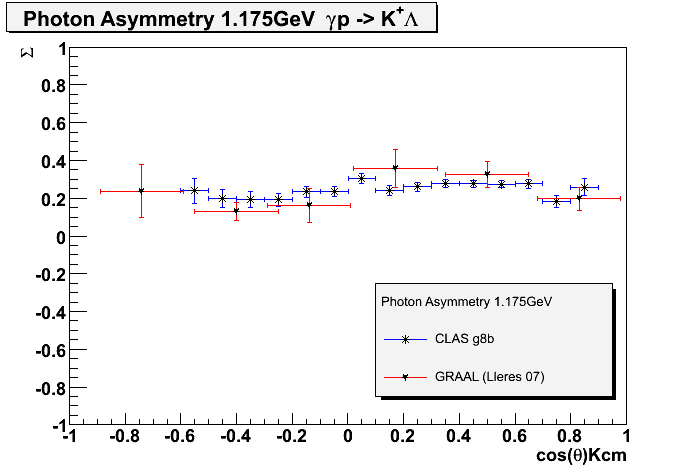 Photon Asymmetry 1.175GeV γp -> K⁺Λ
Σ
1
0.8
0.6
0.4
0.2
0
-0.2
-0.4
-0.6
-0.8
-1
Photon Asymmetry 1.175GeV
CLAS g8b
GRAAL (Lleres 07)
-1 -0.8 -0.6 -0.4 -0.2 0 0.2 0.4 0.6 0.8 1
cos(θ)Kcm